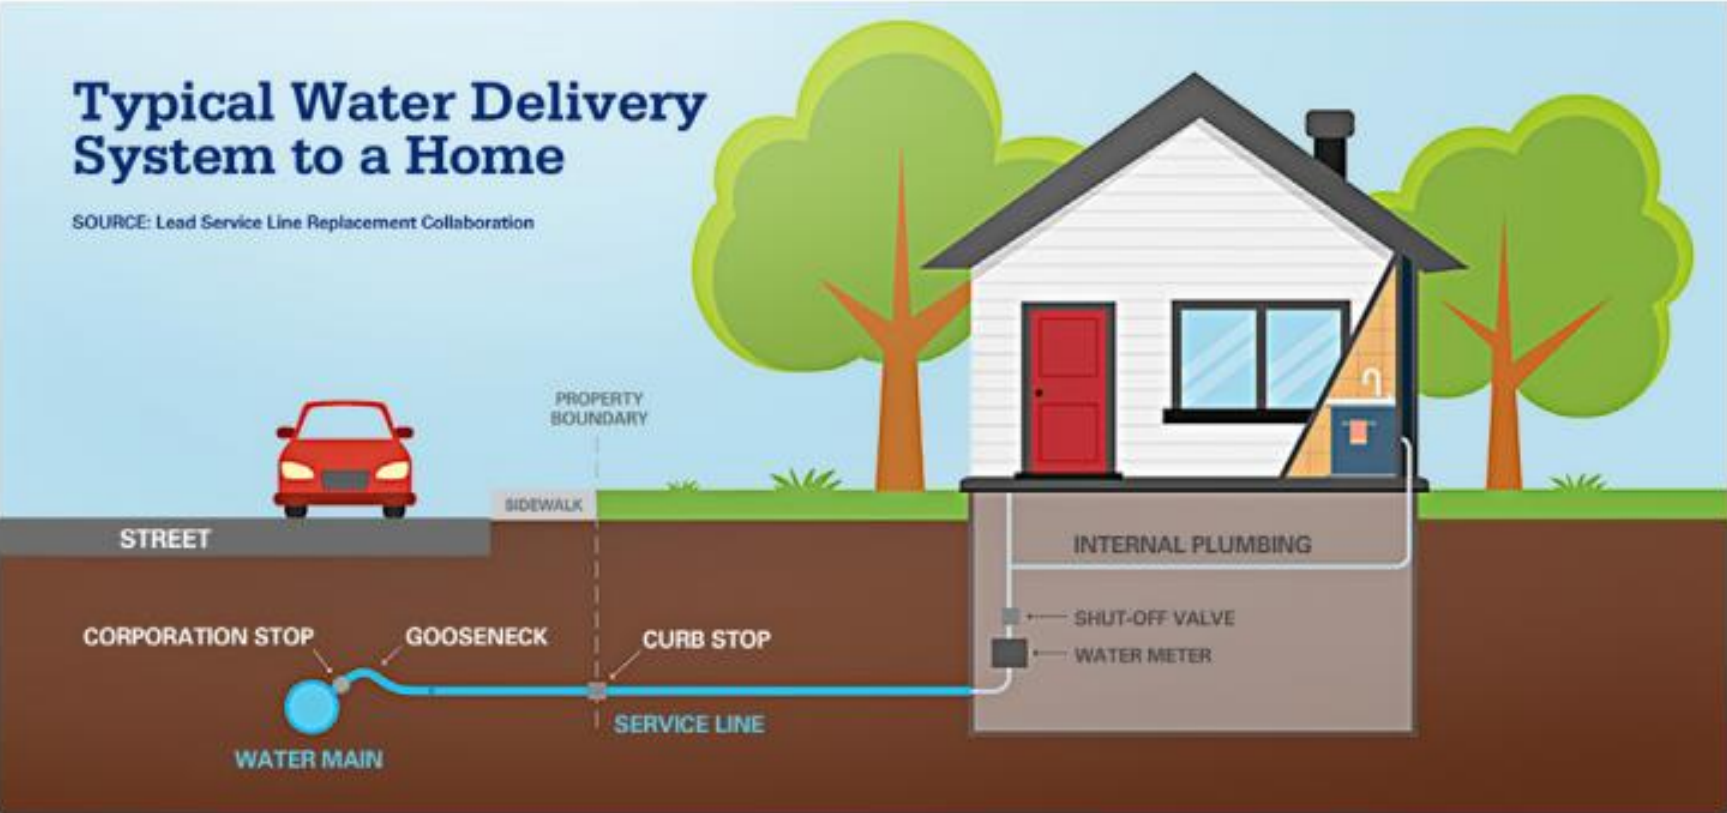 Typical Water Delivery
System to a Home
SOURCE: Lead Service Line Replacement Collaboration
PROPERTY
BOUNDARY
SIDEWALK
STREET
INTERNAL PLUMBING
SHUT-OFF VALVE
CORPORATION STOP
GOOSENECK
CURB STOP
WATER METER
SERVICE LINE
WATER MAIN